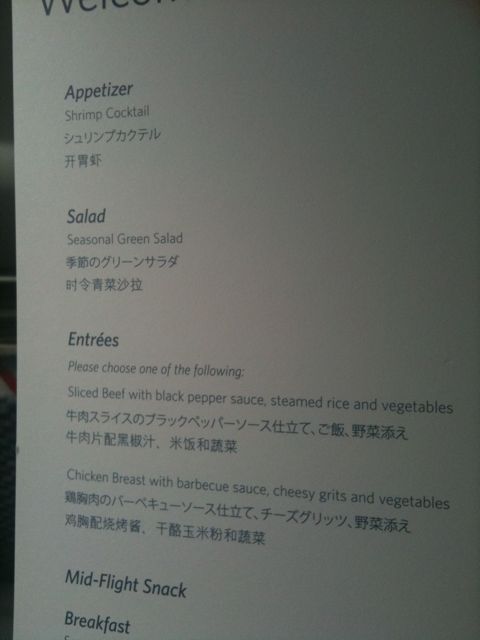 Appetizer
Shrimp Cocktail
シュリンプカクテル
开胃虾
Salad
Seasonal Green Salad
季節のグリーンサラダ
时令青菜沙拉
Entrées
Please choose one of the following:
Sliced Beef with black pepper sauce, steamed rice and vegetables
牛肉スライスのブラックペッパーソース仕立て、ご飯、野菜添え
牛肉片配黑椒汁、米饭和蔬菜
Chicken Breast with barbecue sauce, cheesy grits and vegetables
鶏胸肉のバーベキューソース仕立て、チーズグリッツ、野菜添え
鸡胸配烧烤酱、干酪玉米粉和蔬菜
Mid-Flight Snack
Breakfast